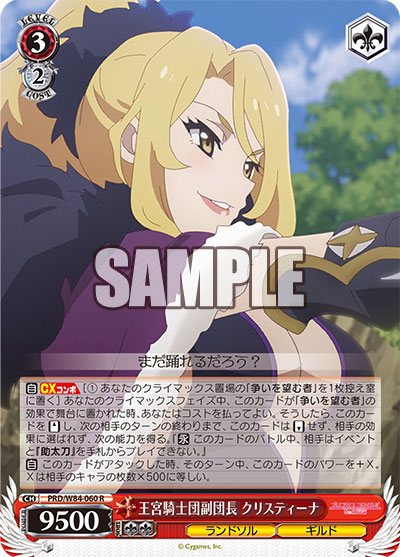 LEVEL
3
2
COST
SAMPLE
まだ踊れるだろう？
自 CXコンボ [① あなたのクライマックス置場の「争いを望む者」を1枚控え室に置く] あなたのクライマックスフェイズ中、このカードが「争いを望む者」の効果で舞台に置かれた時、あなたはコストを払ってよい。そうしたら、このカードを
し、次の相手のターンの終わりまで、このカードは
せず、相手の効果に選ばれず、次の能力を得る。『永 このカードのバトル中、相手はイベントと『助太刀』を手札からプレイできない。』
自 このカードがアタックした時、そのターン中、このカードのパワーを＋X。Xは相手のキャラの枚数×500に等しい。
PRD/W84-060 R
9500
王宮騎士団副団長 クリスティーナ
ランドソル
ギルド
© Cygames, Inc.